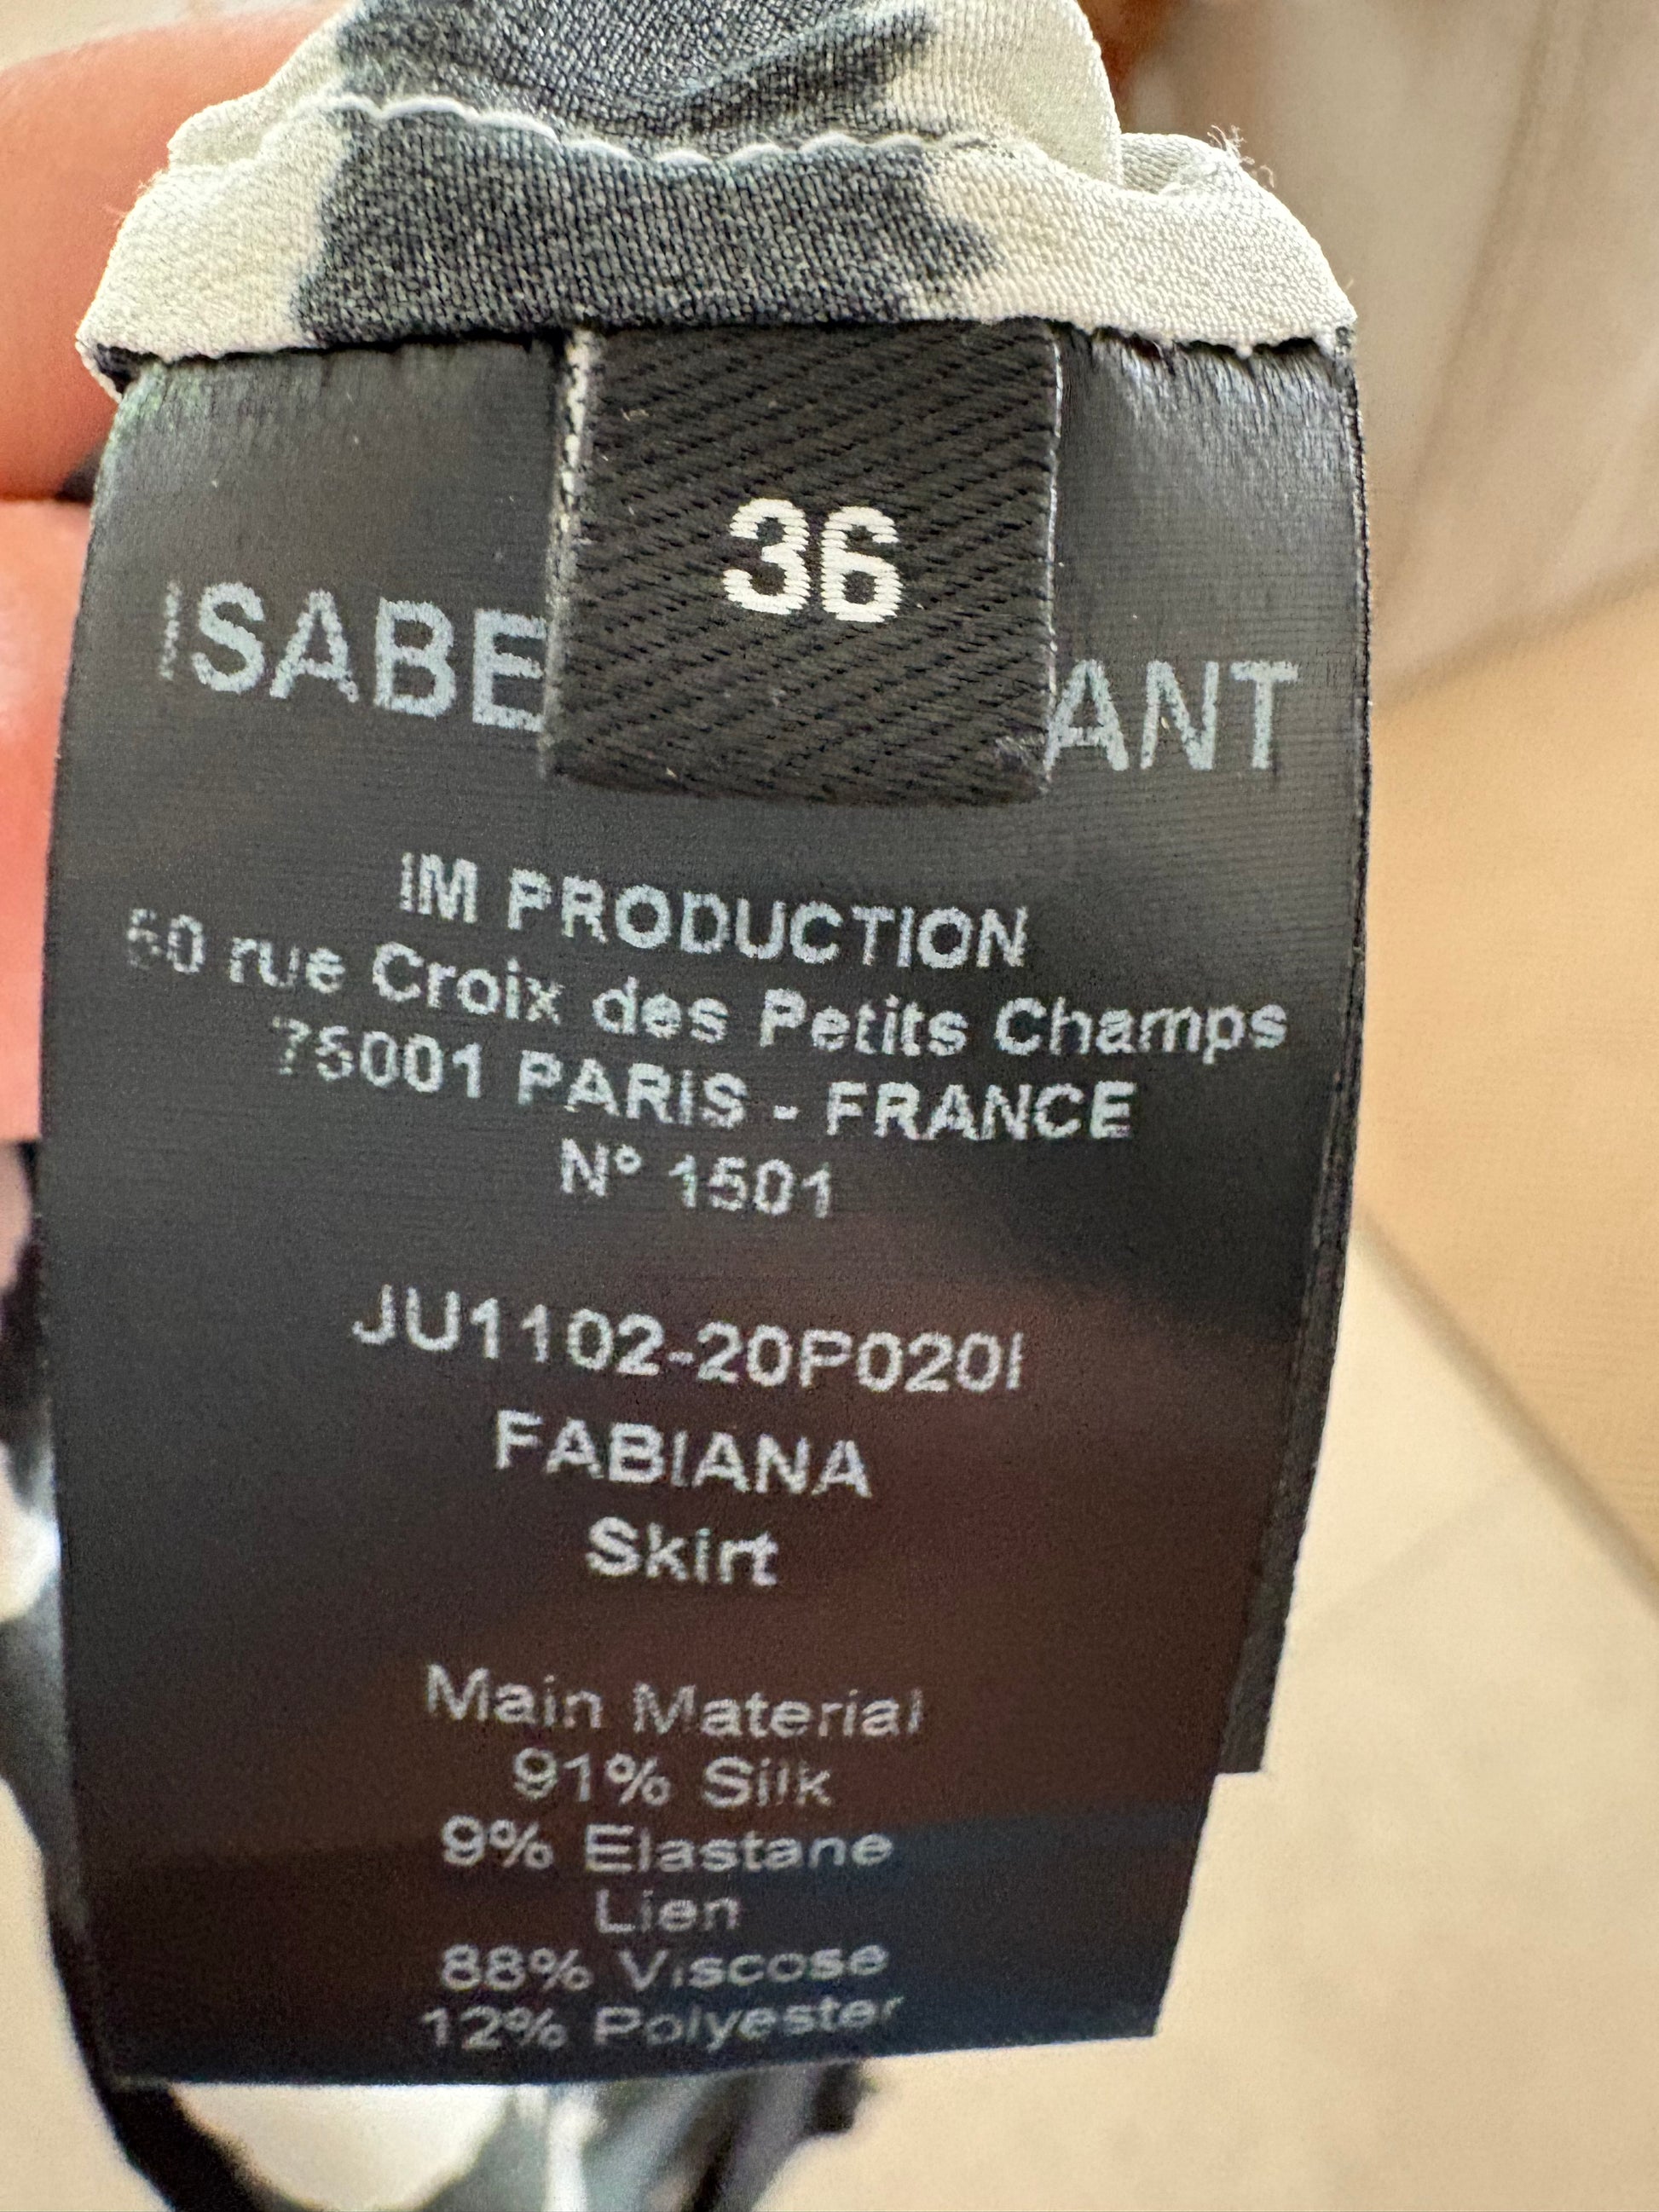 36
ISABE ANT
IM PRODUCTION
50 rue Croix des Petits Champs
75001 PARIS - FRANCE
N° 1501
JU1102-20P020I
FABIANA
Skirt
Main Material
91% Silk
9% Elastane
Lien
88% Viscose
12% Polyester